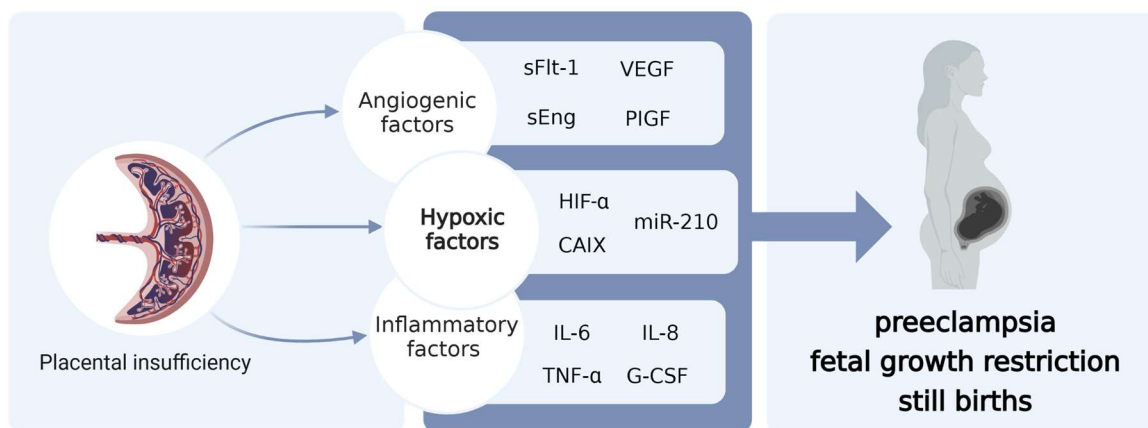 Placental insufficiency
Angiogenic
factors
sFlt-1 VEGF
sEng PIGF
Hypoxic
factors
HIF-α
miR-210
CAIX
Inflammatory
factors
IL-6 IL-8
TNF-α G-CSF
preeclampsia
fetal growth restriction
still births